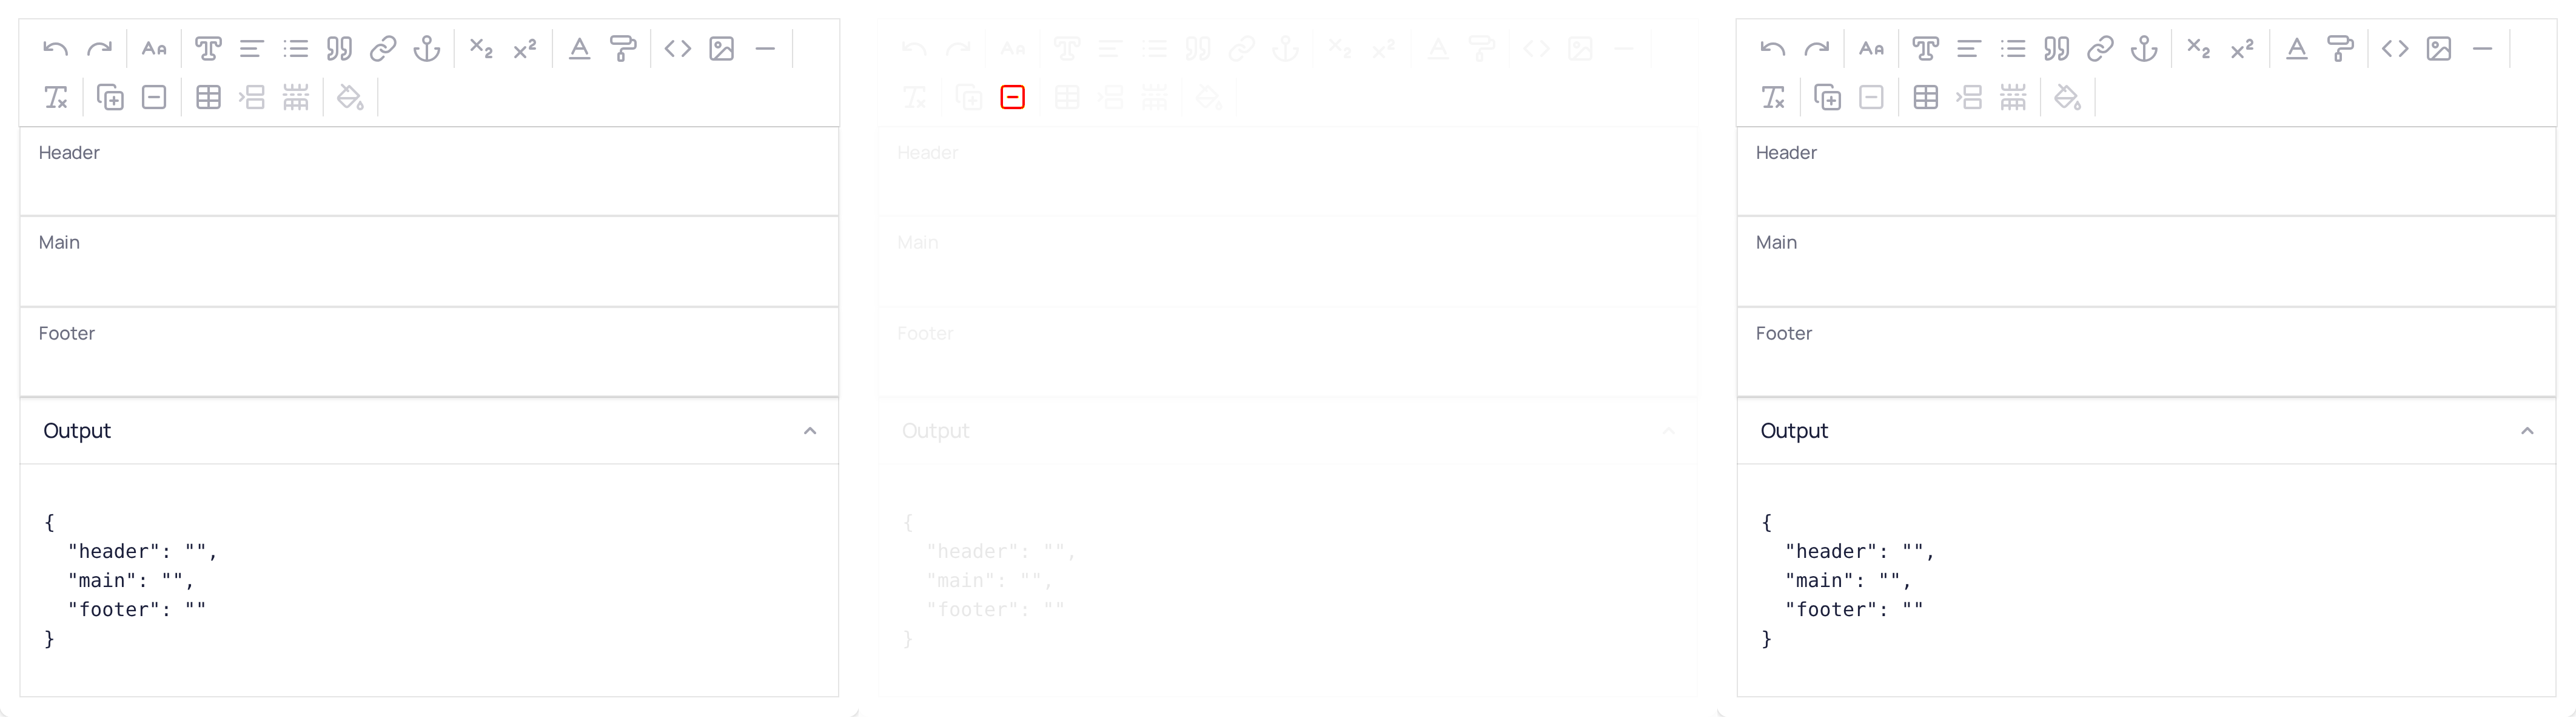 Header
Main
Footer
Output
{
"header": "",
"main": "",
"footer": ""
}
Header
Main
Footer
Output
{
"header": "",
"main": "",
"footer": ""
}
Header
Main
Footer
Output
{
"header": "",
"main": "",
"footer": ""
}